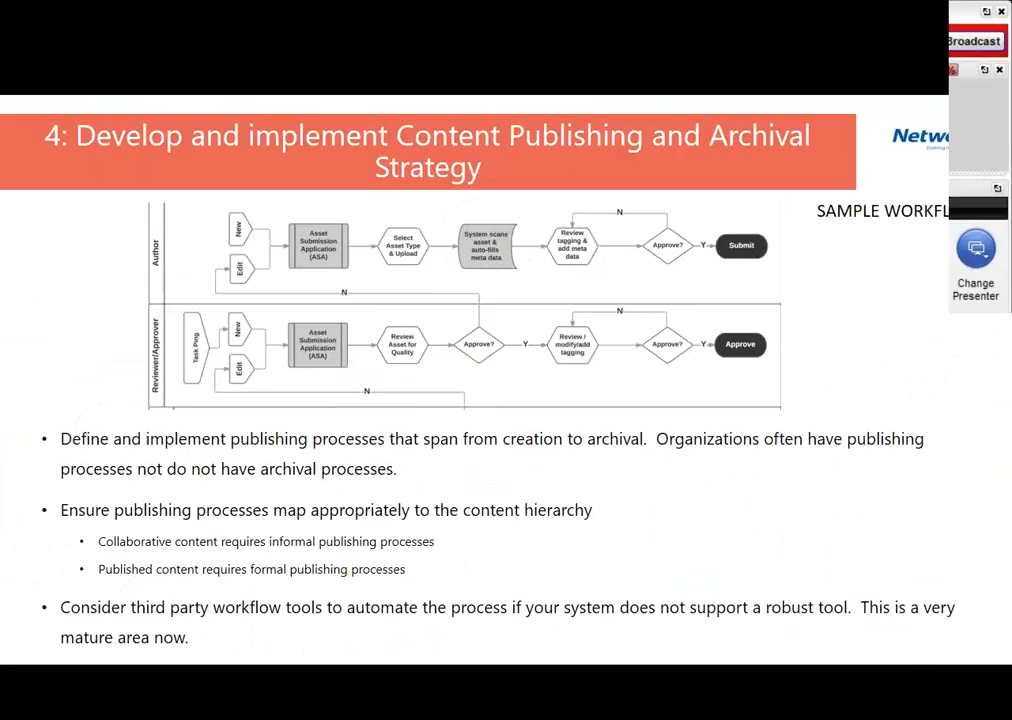 Broadcast
4: Develop and implement Content Publishing and Archival
Strategy
Netwo
SAMPLE WORKFL
Change
Presenter
Author
New
Edit
Asset
Submission
Application
(ASA)
Select
Asset Type
& Upload
System scans
asset &
auto-fills
meta data
Review
tagging &
add meta
data
N
Approve?
Y
Submit
N
Reviewer/Approver
Task Ping
New
Edit
Asset
Submission
Application
(ASA)
Review
Asset for
Quality
Approve?
Y
Review /
modify/add
tagging
N
Approve?
Y
Approve
N
• Define and implement publishing processes that span from creation to archival.  Organizations often have publishing
processes not do not have archival processes.
• Ensure publishing processes map appropriately to the content hierarchy
• Collaborative content requires informal publishing processes
• Published content requires formal publishing processes
• Consider third party workflow tools to automate the process if your system does not support a robust tool.  This is a very
mature area now.